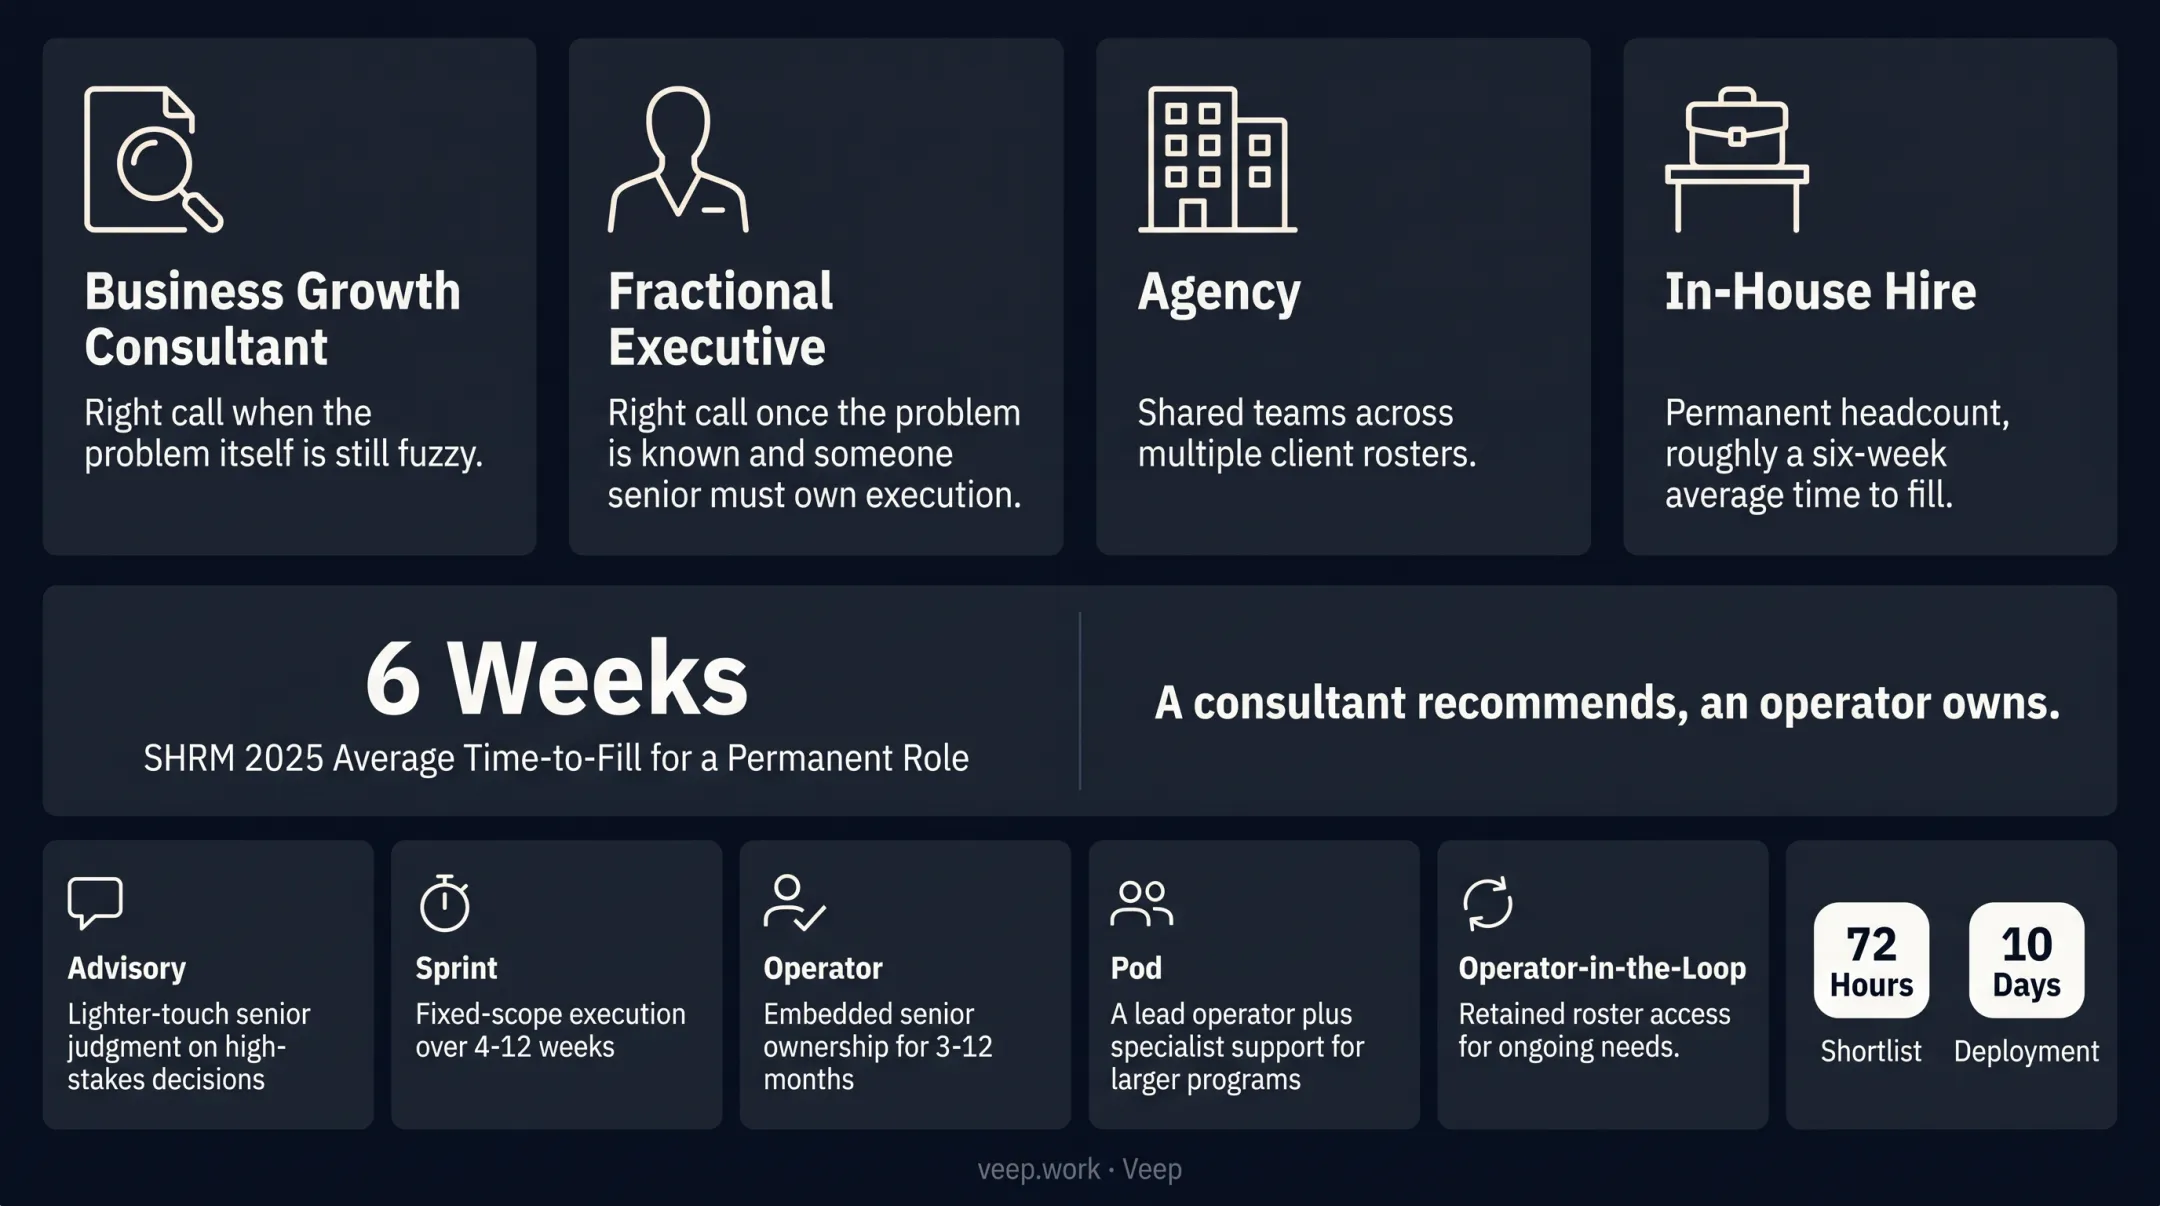 Business Growth
Consultant
Right call when the
problem itself is still fuzzy.
Fractional
Executive
Right call once the problem
is known and someone
senior must own execution.
Agency
Shared teams across
multiple client rosters.
In-House Hire
Permanent headcount,
roughly a six-week
average time to fill.
6 Weeks
SHRM 2025 Average Time-to-Fill for a Permanent Role
A consultant recommends, an operator owns.
Advisory
Lighter-touch senior
judgment on high-
stakes decisions
Sprint
Fixed-scope execution
over 4-12 weeks
Operator
Embedded senior
ownership for 3-12
months
Pod
A lead operator plus
specialist support for
larger programs
Operator-in-the-Loop
Retained roster access
for ongoing needs.
72
Hours
Shortlist
10
Days
Deployment
veep.work · Veep